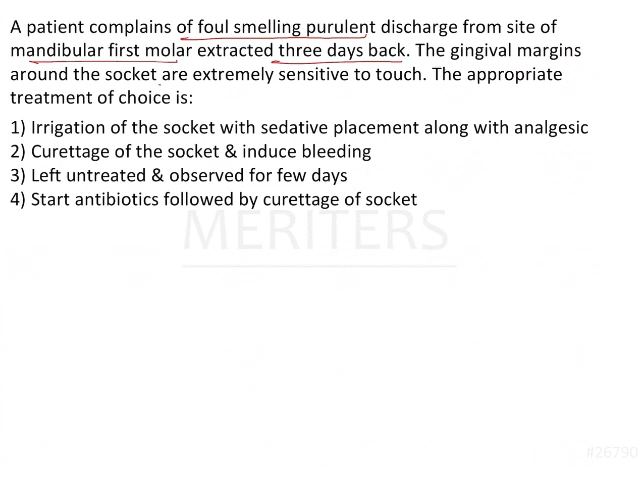 A patient complains of foul smelling purulent discharge from site of
mandibular first molar extracted three days back. The gingival margins
around the socket are extremely sensitive to touch. The appropriate
treatment of choice is:
1) Irrigation of the socket with sedative placement along with analgesic
2) Curettage of the socket & induce bleeding
3) Left untreated & observed for few days
4) Start antibiotics followed by curettage of socket
MERITERS
#26790